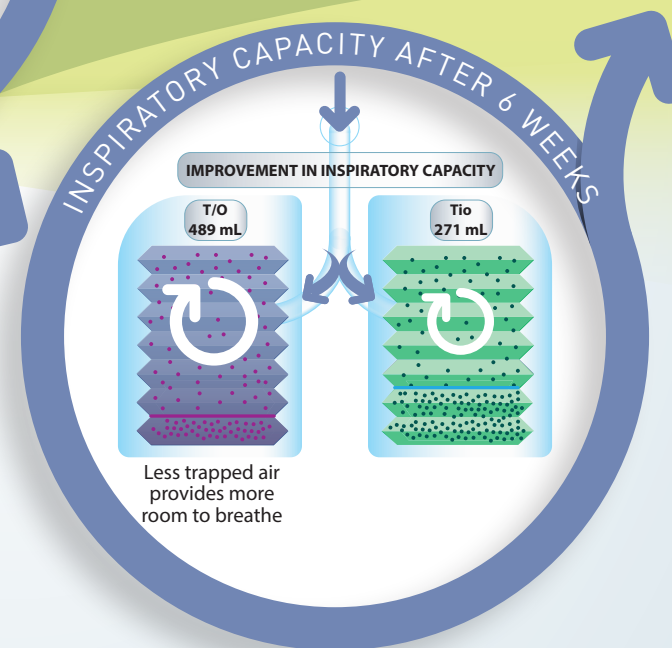 INSPIRATORY CAPACITY AFTER 6 WEEKS
IMPROVEMENT IN INSPIRATORY CAPACITY
T/O
489 mL
Tio
271 mL
Less trapped air
provides more
room to breathe